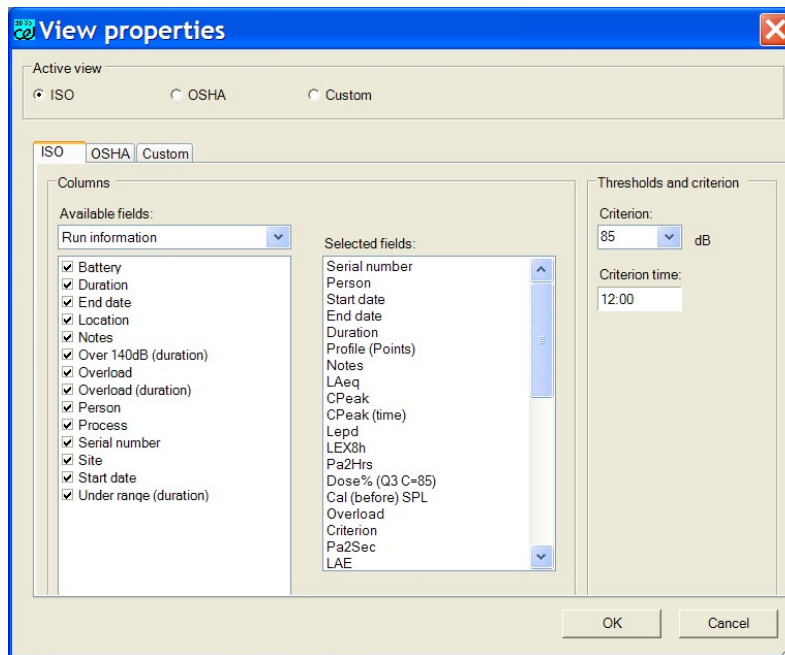 cel View properties
Active view
ISO OSHA Custom
ISO OSHA Custom
Columns
Available fields:
Run information
Battery
Duration
End date
Location
Notes
Over 140dB (duration)
Overload
Overload (duration)
Person
Process
Serial number
Site
Start date
Under range (duration)
Selected fields:
Serial number
Person
Start date
End date
Duration
Profile (Points)
Notes
LAeq
CPeak
CPeak (time)
Lepd
LEX8h
Pa2Hrs
Dose% (Q3 C=85)
Cal (before) SPL
Overload
Criterion
Pa2Sec
LAE
Thresholds and criterion
Criterion:
85 dB
Criterion time:
12:00
OK Cancel